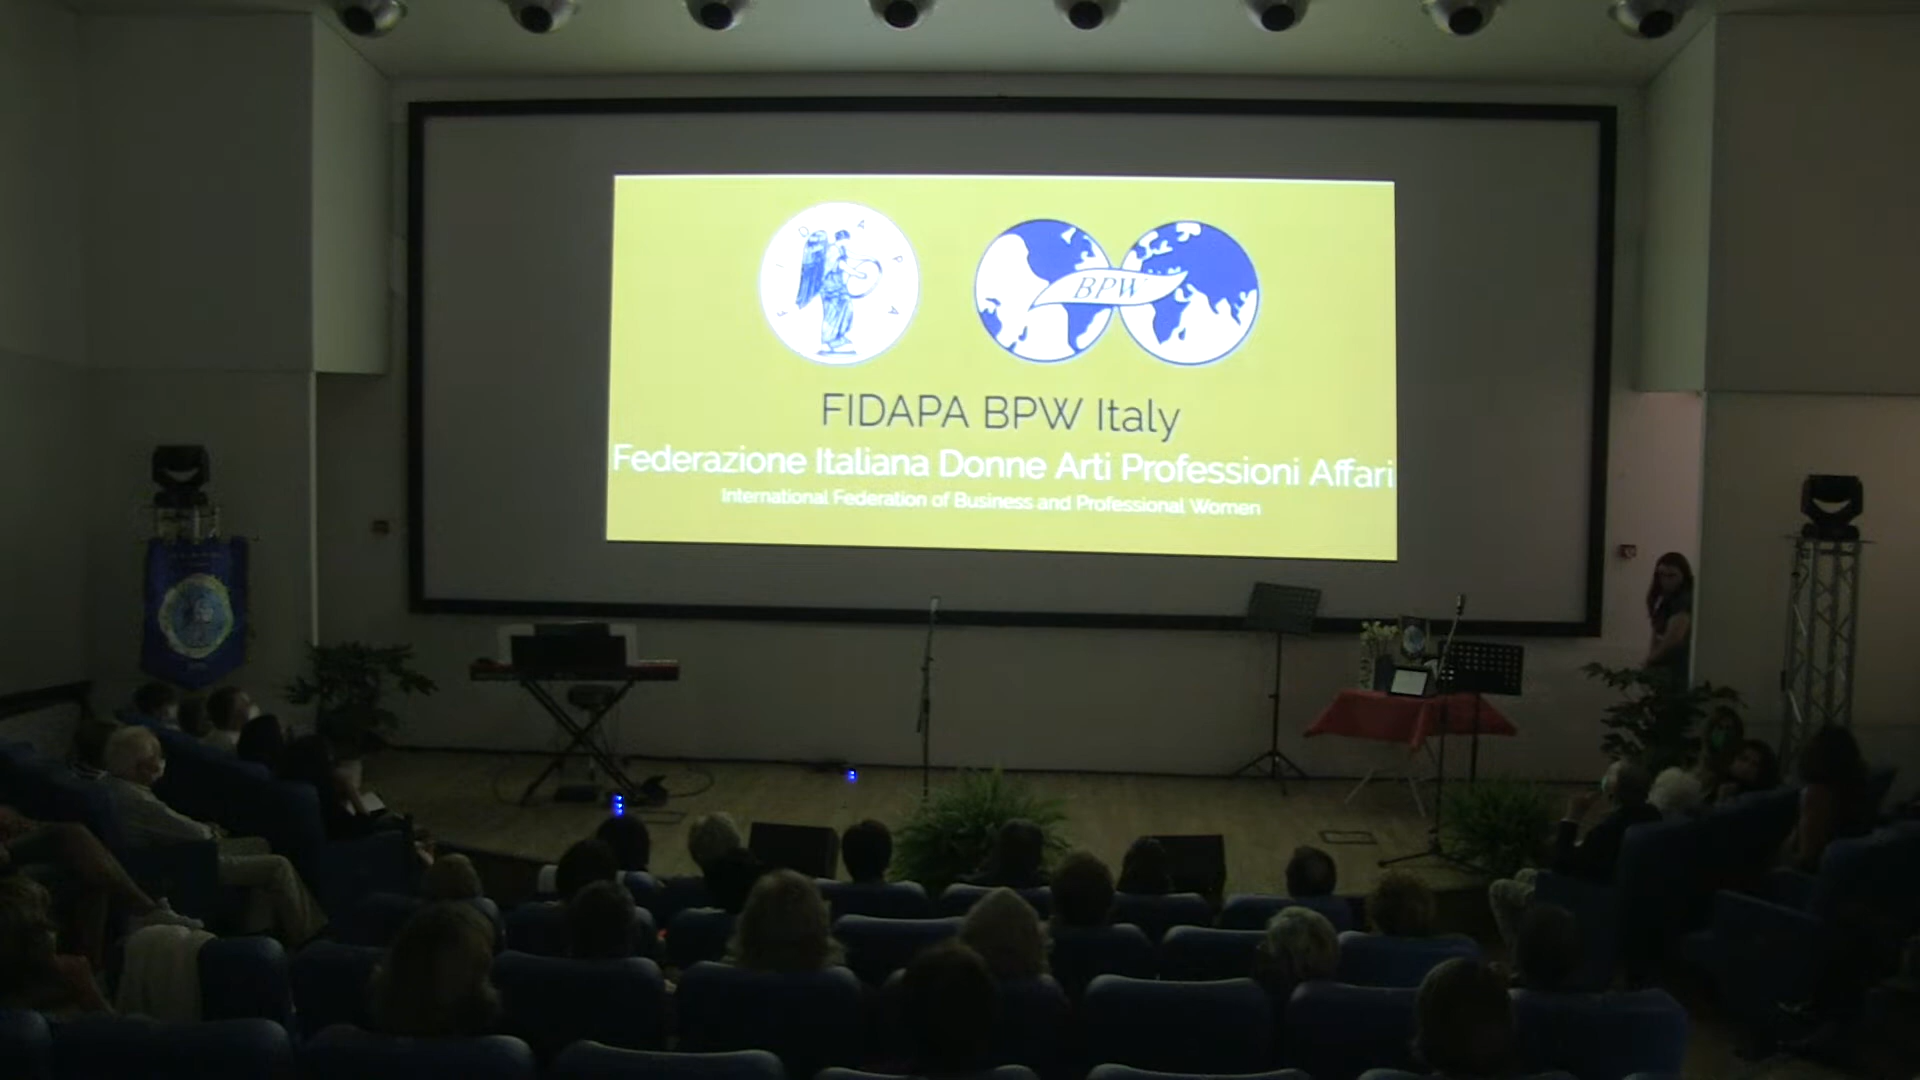 F I D A P A
BPW
FIDAPA BPW Italy
Federazione Italiana Donne Arti Professioni Affari
International Federation of Business and Professional Women